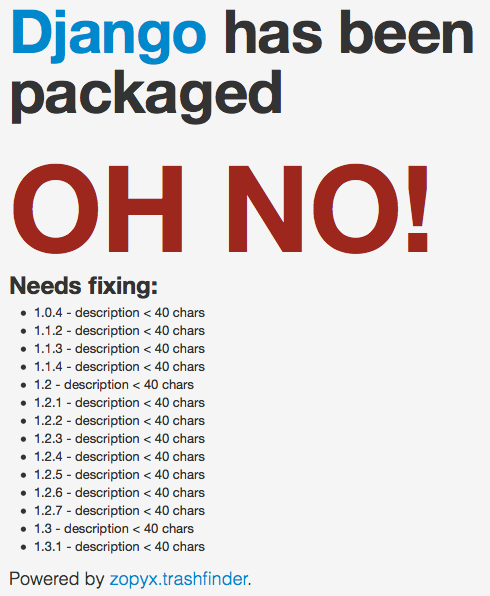 Django has been
packaged
OH NO!
Needs fixing:
• 1.0.4 - description < 40 chars
• 1.1.2 - description < 40 chars
• 1.1.3 - description < 40 chars
• 1.1.4 - description < 40 chars
• 1.2 - description < 40 chars
• 1.2.1 - description < 40 chars
• 1.2.2 - description < 40 chars
• 1.2.3 - description < 40 chars
• 1.2.4 - description < 40 chars
• 1.2.5 - description < 40 chars
• 1.2.6 - description < 40 chars
• 1.2.7 - description < 40 chars
• 1.3 - description < 40 chars
• 1.3.1 - description < 40 chars
Powered by zopyx.trashfinder.